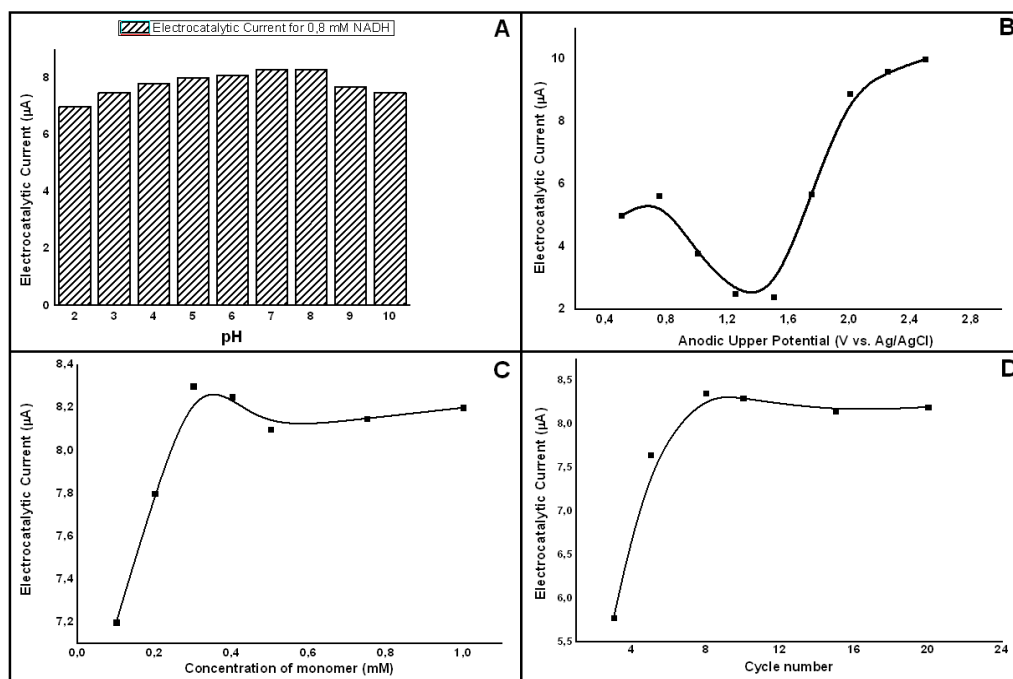 Electrocatalytic Current for 0,8 mM NADH
A
Electrocatalytic Current (µA)
8
6
4
2
0
2 3 4 5 6 7 8 9 10
pH
B
Electrocatalytic Current (µA)
10
8
6
4
2
0,4 0,8 1,2 1,6 2,0 2,4 2,8
Anodic Upper Potential (V vs. Ag/AgCl)
C
Electrocatalytic Current (µA)
8,4
8,2
8,0
7,8
7,6
7,4
7,2
0,0 0,2 0,4 0,6 0,8 1,0
Concentration of monomer (mM)
D
Electrocatalytic Current (µA)
8,5
8,0
7,5
7,0
6,5
6,0
5,5
4 8 12 16 20 24
Cycle number